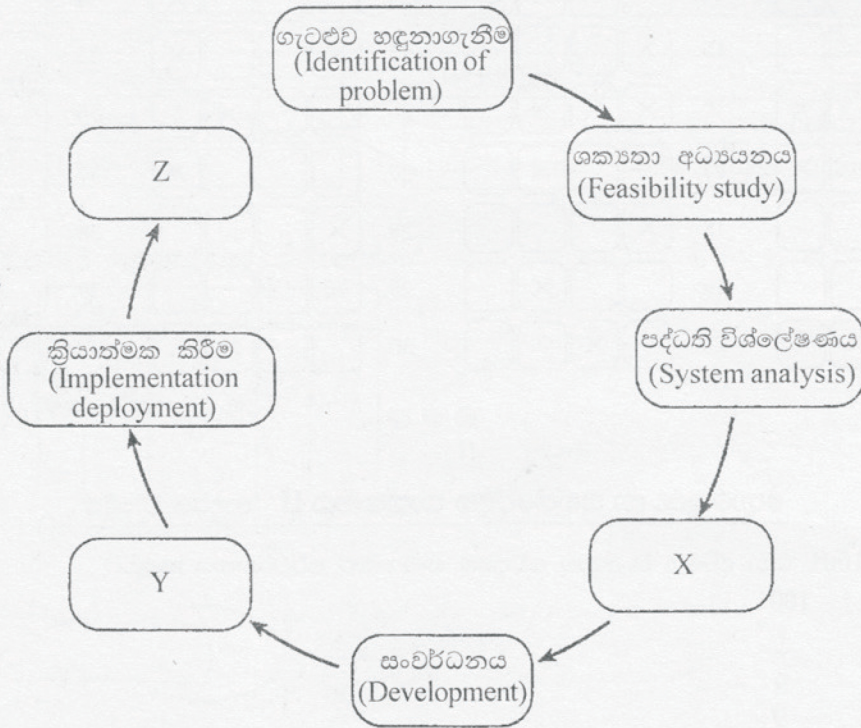 ගැටළුව හඳුනාගැනීම
(Identification of
problem)
ශක්‍යතා අධ්‍යයනය
(Feasibility study)
පද්ධති විශ්ලේෂණය
(System analysis)
X
සංවර්ධනය
(Development)
Y
ක්‍රියාත්මක කිරීම
(Implementation
deployment)
Z